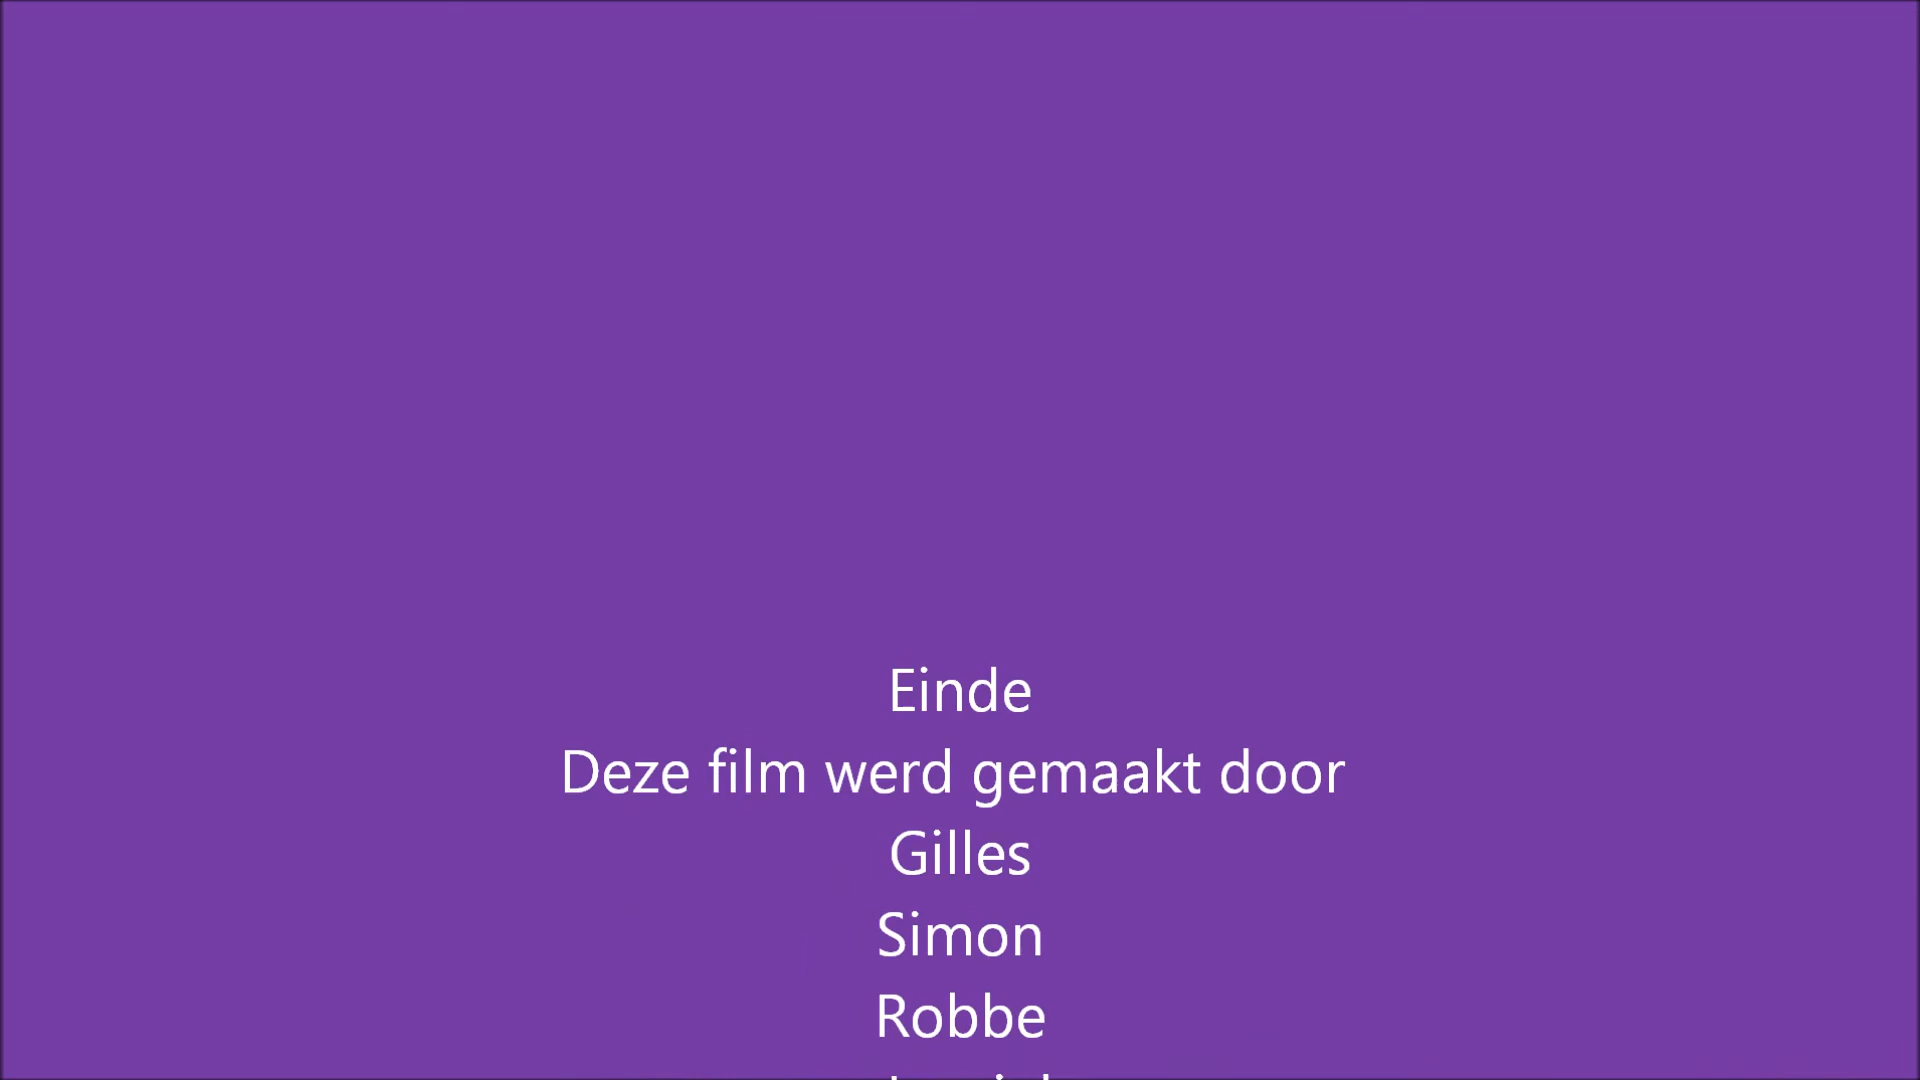 Einde
Deze film werd gemaakt door
Gilles
Simon
Robbe